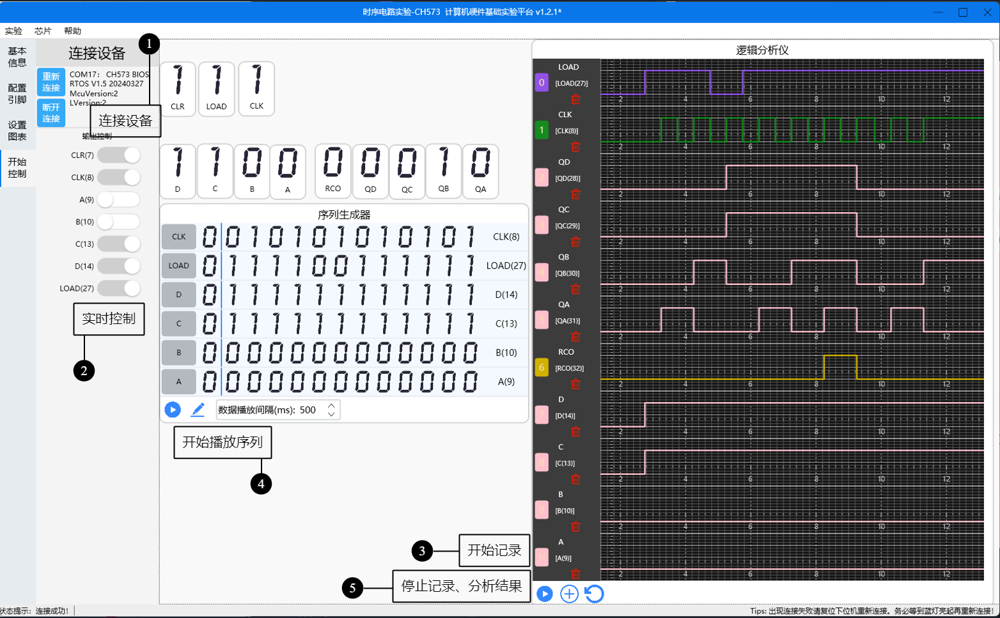 时序电路实验-CH573 计算机硬件基础实验平台 v1.2.1*
实验 芯片 帮助
基本
信息
配置
引脚
设置
图表
开始
控制
连接设备
1
重新
连接
断开
连接
COM17： CH573 BIOS
RTOS V1.5 20240327
McuVersion:2
LVersion:2
连接设备
输出控制
CLR(7)
CLK(8)
A(9)
B(10)
C(13)
D(14)
LOAD(27)
实时控制
2
1 1 1
CLR LOAD CLK
1 1 0 0 0 0 0 1 0
D C B A RCO QD QC QB QA
序列生成器
CLK 0 0 1 0 1 0 1 0 1 0 1 0 1 CLK(8)
LOAD 0 1 1 1 1 0 0 1 1 1 1 1 1 LOAD(27)
D 0 1 1 1 1 1 1 1 1 1 1 1 1 D(14)
C 0 1 1 1 1 1 1 1 1 1 1 1 1 C(13)
B 0 0 0 0 0 0 0 0 0 0 0 0 0 B(10)
A 0 0 0 0 0 0 0 0 0 0 0 0 0 A(9)
数据播放间隔(ms): 500
开始播放序列
4
3 开始记录
5 停止记录、分析结果
逻辑分析仪
LOAD
0 [LOAD(27)]
2 4 6 8 10 12
CLK
1 [CLK(8)]
2 4 6 8 10 12
QD
2 [QD(28)]
2 4 6 8 10 12
QC
3 [QC(29)]
2 4 6 8 10 12
QB
4 [QB(30)]
2 4 6 8 10 12
QA
5 [QA(31)]
2 4 6 8 10 12
RCO
6 [RCO(32)]
2 4 6 8 10 12
D
7 [D(14)]
2 4 6 8 10 12
C
8 [C(13)]
2 4 6 8 10 12
B
9 [B(10)]
2 4 6 8 10 12
A
10 [A(9)]
2 4 6 8 10 12
状态提示：连接成功！
Tips: 出现连接失败请复位下位机重新连接。务必等到蓝灯亮起再重新连接！